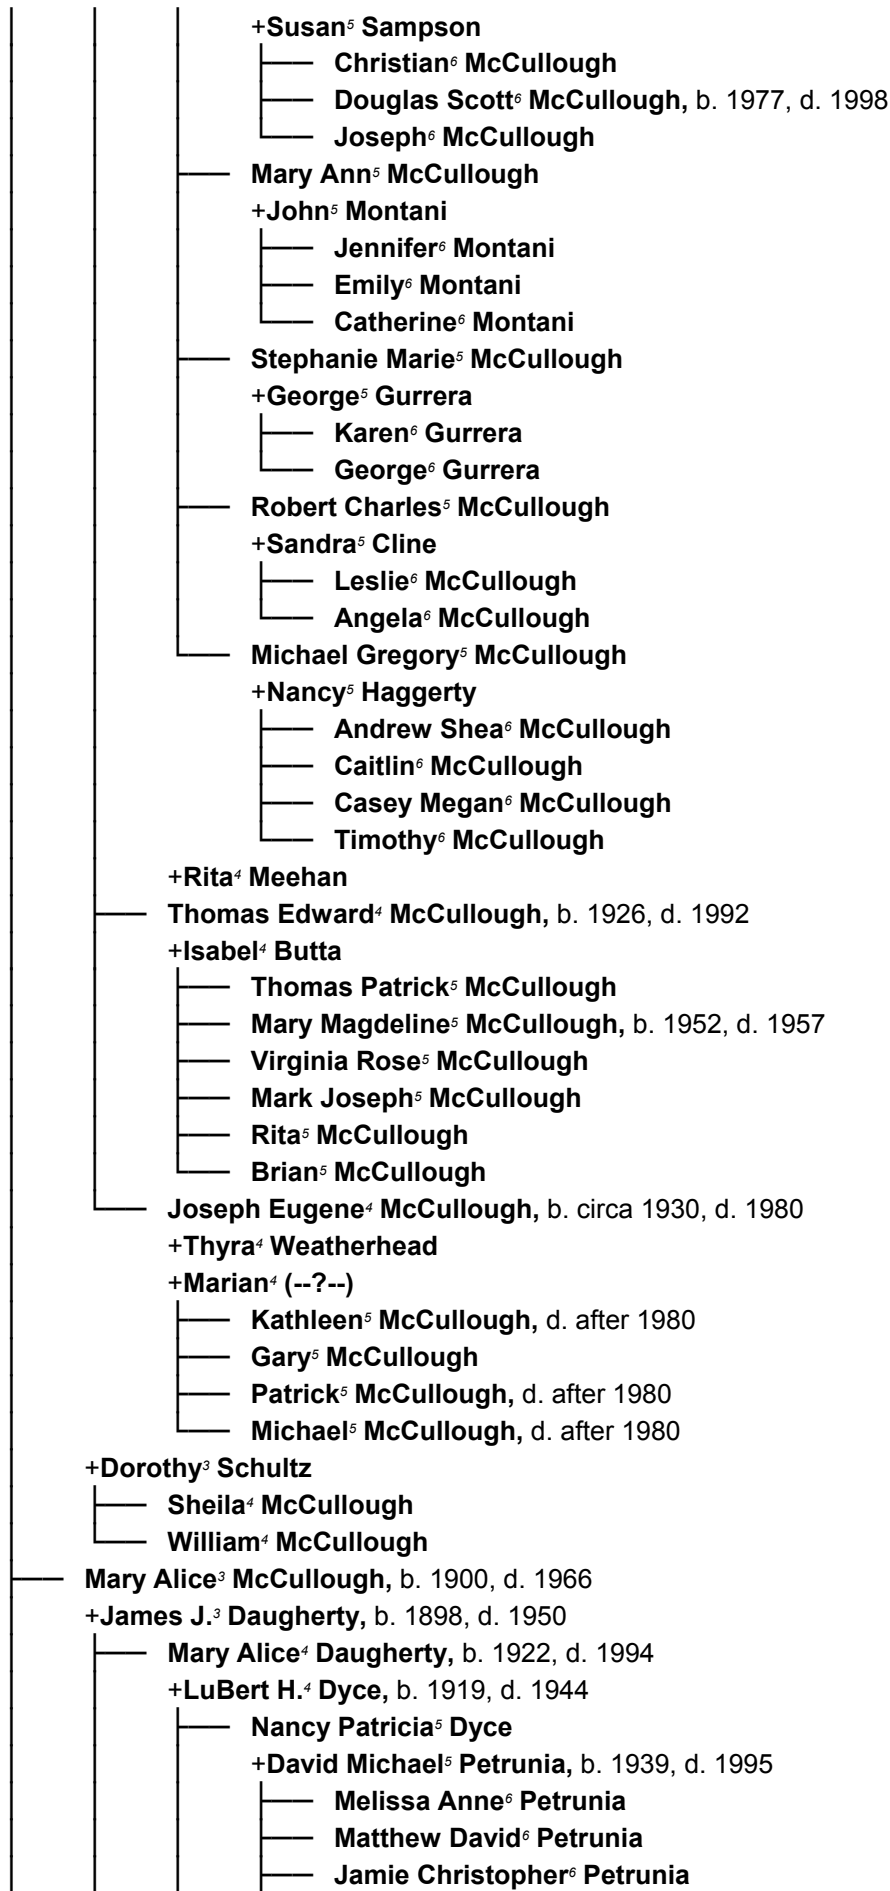 +Susan⁵ Sampson
Christian⁶ McCullough
Douglas Scott⁶ McCullough, b. 1977, d. 1998
Joseph⁶ McCullough
Mary Ann⁵ McCullough
+John⁵ Montani
Jennifer⁶ Montani
Emily⁶ Montani
Catherine⁶ Montani
Stephanie Marie⁵ McCullough
+George⁵ Gurrera
Karen⁶ Gurrera
George⁶ Gurrera
Robert Charles⁵ McCullough
+Sandra⁵ Cline
Leslie⁶ McCullough
Angela⁶ McCullough
Michael Gregory⁵ McCullough
+Nancy⁵ Haggerty
Andrew Shea⁶ McCullough
Caitlin⁶ McCullough
Casey Megan⁶ McCullough
Timothy⁶ McCullough
+Rita⁴ Meehan
Thomas Edward⁴ McCullough, b. 1926, d. 1992
+Isabel⁴ Butta
Thomas Patrick⁵ McCullough
Mary Magdeline⁵ McCullough, b. 1952, d. 1957
Virginia Rose⁵ McCullough
Mark Joseph⁵ McCullough
Rita⁵ McCullough
Brian⁵ McCullough
Joseph Eugene⁴ McCullough, b. circa 1930, d. 1980
+Thyra⁴ Weatherhead
+Marian⁴ (--?--)
Kathleen⁵ McCullough, d. after 1980
Gary⁵ McCullough
Patrick⁵ McCullough, d. after 1980
Michael⁵ McCullough, d. after 1980
+Dorothy³ Schultz
Sheila⁴ McCullough
William⁴ McCullough
Mary Alice³ McCullough, b. 1900, d. 1966
+James J.³ Daugherty, b. 1898, d. 1950
Mary Alice⁴ Daugherty, b. 1922, d. 1994
+LuBert H.⁴ Dyce, b. 1919, d. 1944
Nancy Patricia⁵ Dyce
+David Michael⁵ Petrunia, b. 1939, d. 1995
Melissa Anne⁶ Petrunia
Matthew David⁶ Petrunia
Jamie Christopher⁶ Petrunia